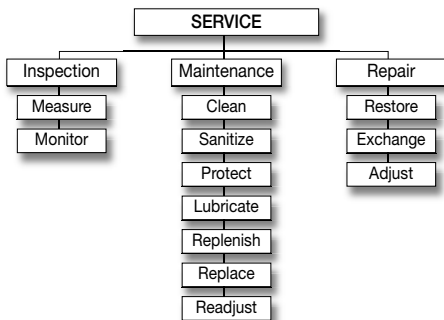 SERVICE
Inspection
Measure
Monitor
Maintenance
Clean
Sanitize
Protect
Lubricate
Replenish
Replace
Readjust
Repair
Restore
Exchange
Adjust